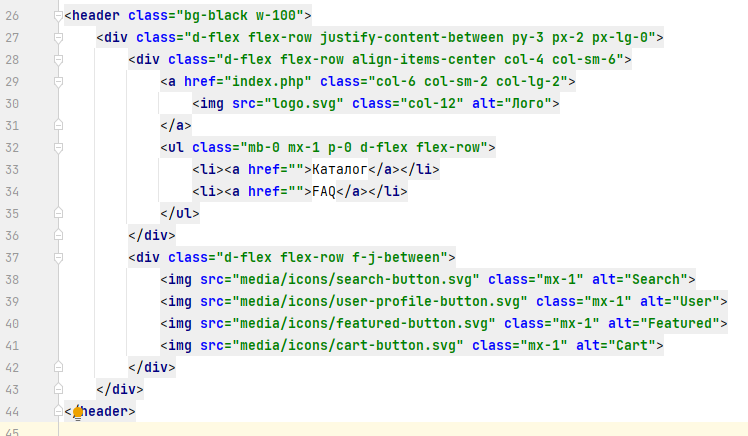 26 <header class="bg-black w-100">
27 <div class="d-flex flex-row justify-content-between py-3 px-2 px-lg-0">
28 <div class="d-flex flex-row align-items-center col-4 col-sm-6">
29 <a href="index.php" class="col-6 col-sm-2 col-lg-2">
30 <img src="logo.svg" class="col-12" alt="Лого">
31 </a>
32 <ul class="mb-0 mx-1 p-0 d-flex flex-row">
33 <li><a href="">Каталог</a></li>
34 <li><a href="">FAQ</a></li>
35 </ul>
36 </div>
37 <div class="d-flex flex-row f-j-between">
38 <img src="media/icons/search-button.svg" class="mx-1" alt="Search">
39 <img src="media/icons/user-profile-button.svg" class="mx-1" alt="User">
40 <img src="media/icons/featured-button.svg" class="mx-1" alt="Featured">
41 <img src="media/icons/cart-button.svg" class="mx-1" alt="Cart">
42 </div>
43 </div>
44 </header>
45